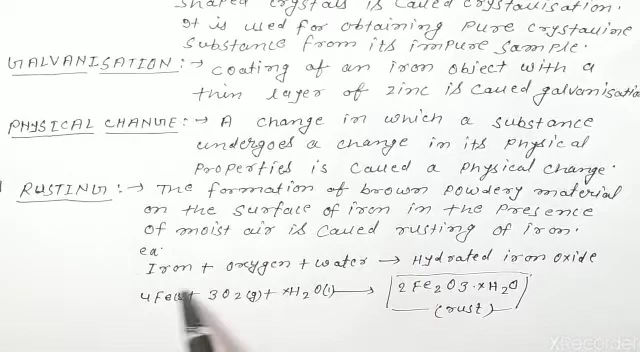 shaped crystals is called crystallisation.
It is used for obtaining pure crystalline
substance from its impure sample.
GALVANISATION :→ coating of an iron object with a
thin layer of zinc is called galvanisation
PHYSICAL CHANGE :→ A change in which a substance
undergoes a change in its physical
properties is called a physical change.
RUSTING :→ The formation of brown powdery material
on the surface of iron in the presence
of moist air is called rusting of iron.
eg.
Iron + oxygen + water → Hydrated iron oxide
4Fe(s) + 3O2(g) + xH2O(l) → 2Fe2O3·xH2O
(rust)
XRecorder